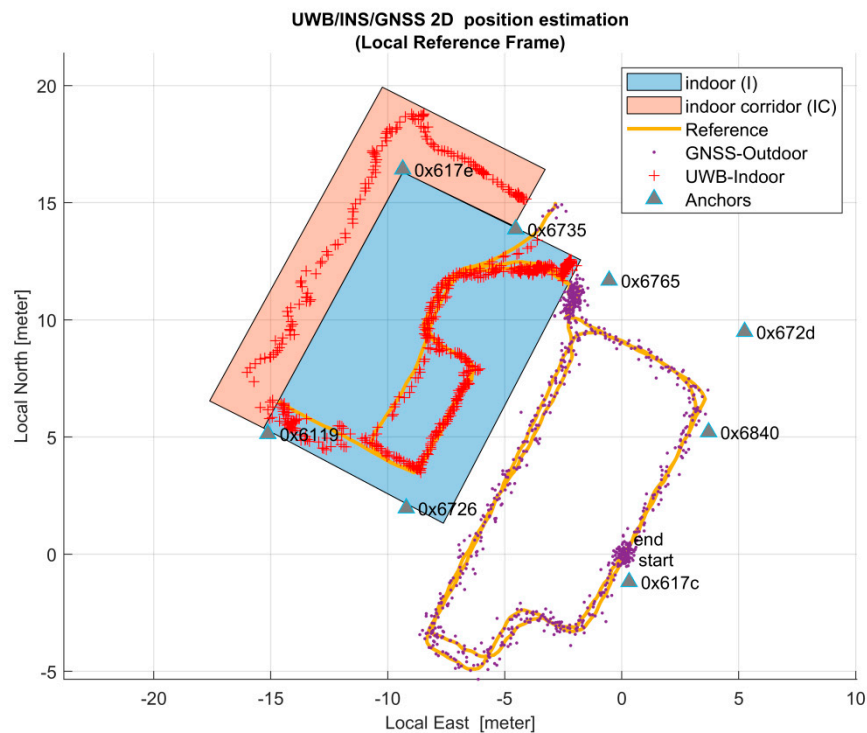 UWB/INS/GNSS 2D  position estimation
(Local Reference Frame)
indoor (I)
indoor corridor (IC)
Reference
GNSS-Outdoor
UWB-Indoor
Anchors
0x617e
0x6735
0x6765
0x672d
0x6119
0x6840
0x6726
end
start
0x617c
20
15
10
5
0
-5
-20
-15
-10
-5
0
5
10
Local North [meter]
Local East  [meter]